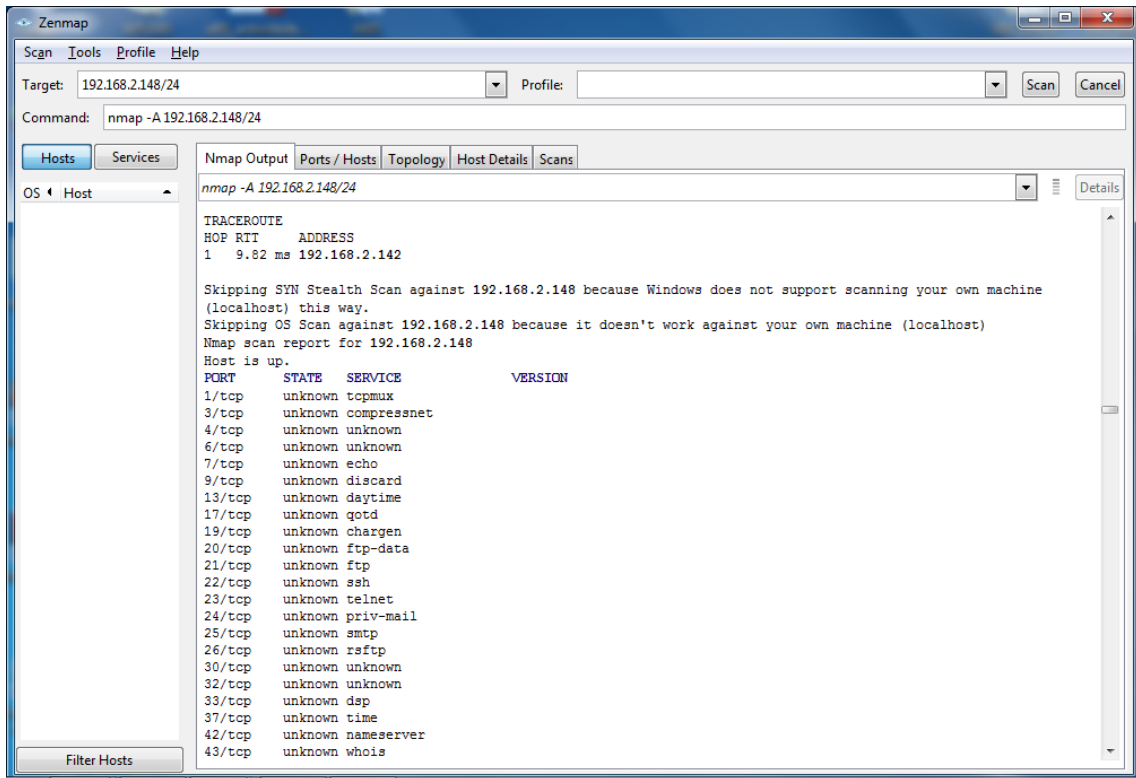 Zenmap
Scan Tools Profile Help
Target: 192.168.2.148/24 Profile: Scan Cancel
Command: nmap -A 192.168.2.148/24
Hosts Services Nmap Output Ports / Hosts Topology Host Details Scans
OS Host nmap -A 192.168.2.148/24 Details
TRACEROUTE
HOP RTT ADDRESS
1 9.82 ms 192.168.2.142
Skipping SYN Stealth Scan against 192.168.2.148 because Windows does not support scanning your own machine
(localhost) this way.
Skipping OS Scan against 192.168.2.148 because it doesn't work against your own machine (localhost)
Nmap scan report for 192.168.2.148
Host is up.
PORT STATE SERVICE VERSION
1/tcp unknown tcpmux
3/tcp unknown compressnet
4/tcp unknown unknown
6/tcp unknown unknown
7/tcp unknown echo
9/tcp unknown discard
13/tcp unknown daytime
17/tcp unknown qotd
19/tcp unknown chargen
20/tcp unknown ftp-data
21/tcp unknown ftp
22/tcp unknown ssh
23/tcp unknown telnet
24/tcp unknown priv-mail
25/tcp unknown smtp
26/tcp unknown rsftp
30/tcp unknown unknown
32/tcp unknown unknown
33/tcp unknown dsp
37/tcp unknown time
42/tcp unknown nameserver
43/tcp unknown whois
Filter Hosts